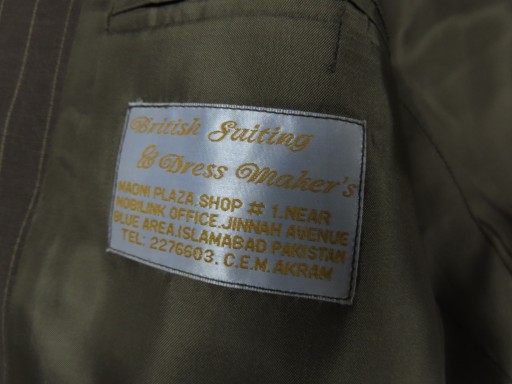 British Suiting
& Dress Maker's
NAOMI PLAZA.SHOP # 1.NEAR
MOBILINK OFFICE.JINNAH AVENUE
BLUE AREA.ISLAMABAD PAKISTAN
TEL: 2276603. C.E.M.AKRAM